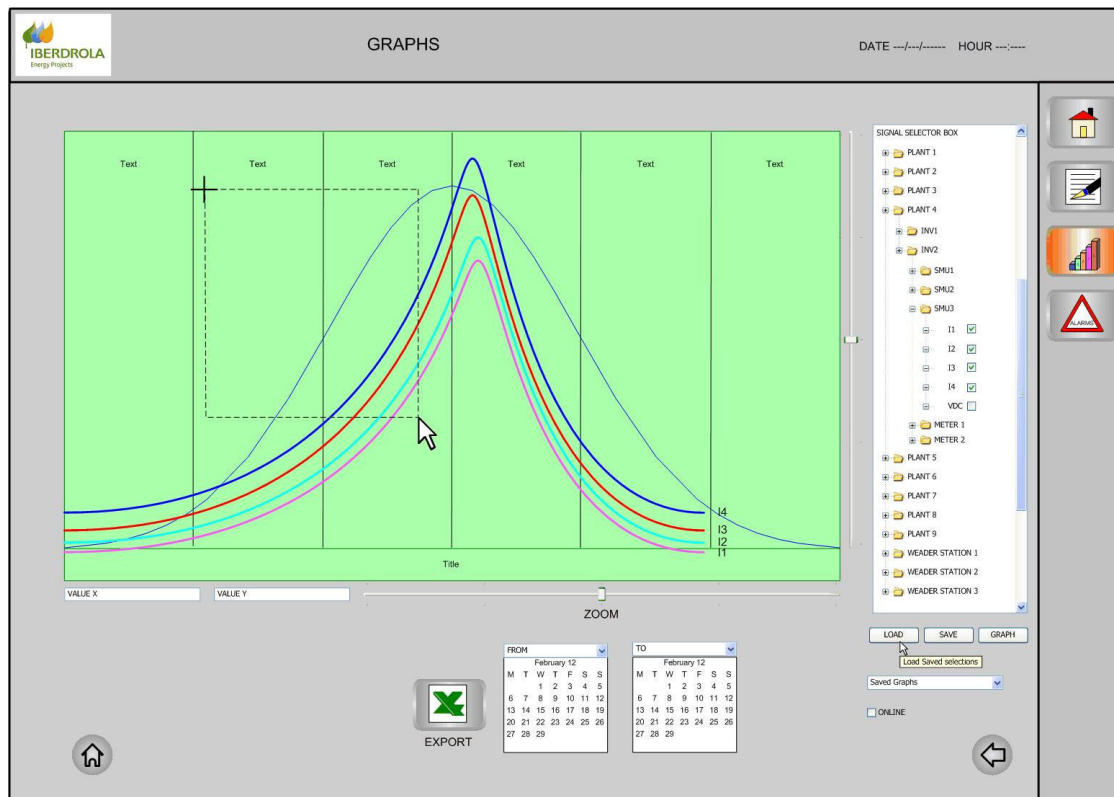 IBERDROLA
Energy Projects
GRAPHS
DATE ---/---/------ HOUR ---:----
Text Text Text Text Text Text
I4
I3
I2
I1
Title
VALUE X VALUE Y
ZOOM
SIGNAL SELECTOR BOX
PLANT 1
PLANT 2
PLANT 3
PLANT 4
INV1
INV2
SMU1
SMU2
SMU3
I1
I2
I3
I4
VDC
METER 1
METER 2
PLANT 5
PLANT 6
PLANT 7
PLANT 8
PLANT 9
WEADER STATION 1
WEADER STATION 2
WEADER STATION 3
LOAD SAVE GRAPH
Load Saved selections
Saved Graphs
ONLINE
ALARMS
EXPORT
FROM
February 12
M T W T F S S
1 2 3 4 5
6 7 8 9 10 11 12
13 14 15 16 17 18 19
20 21 22 23 24 25 26
27 28 29
TO
February 12
M T W T F S S
1 2 3 4 5
6 7 8 9 10 11 12
13 14 15 16 17 18 19
20 21 22 23 24 25 26
27 28 29